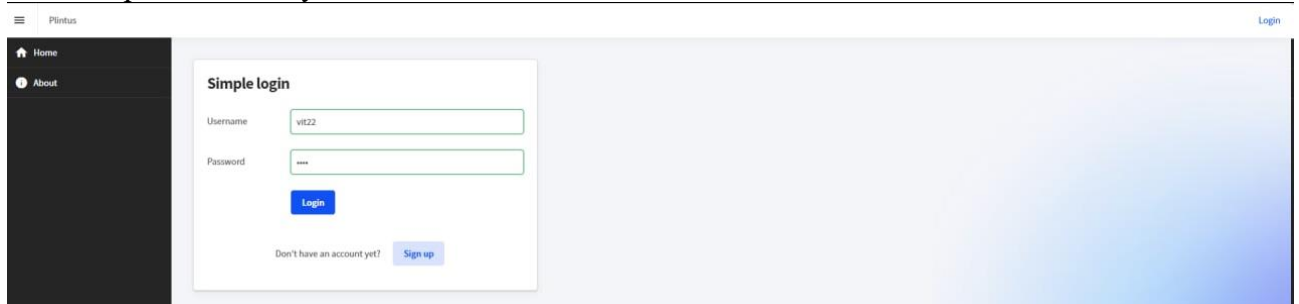 Plintus
Login
Home
About
Simple login
Username
vit22
Password
••••
Login
Don't have an account yet?
Sign up